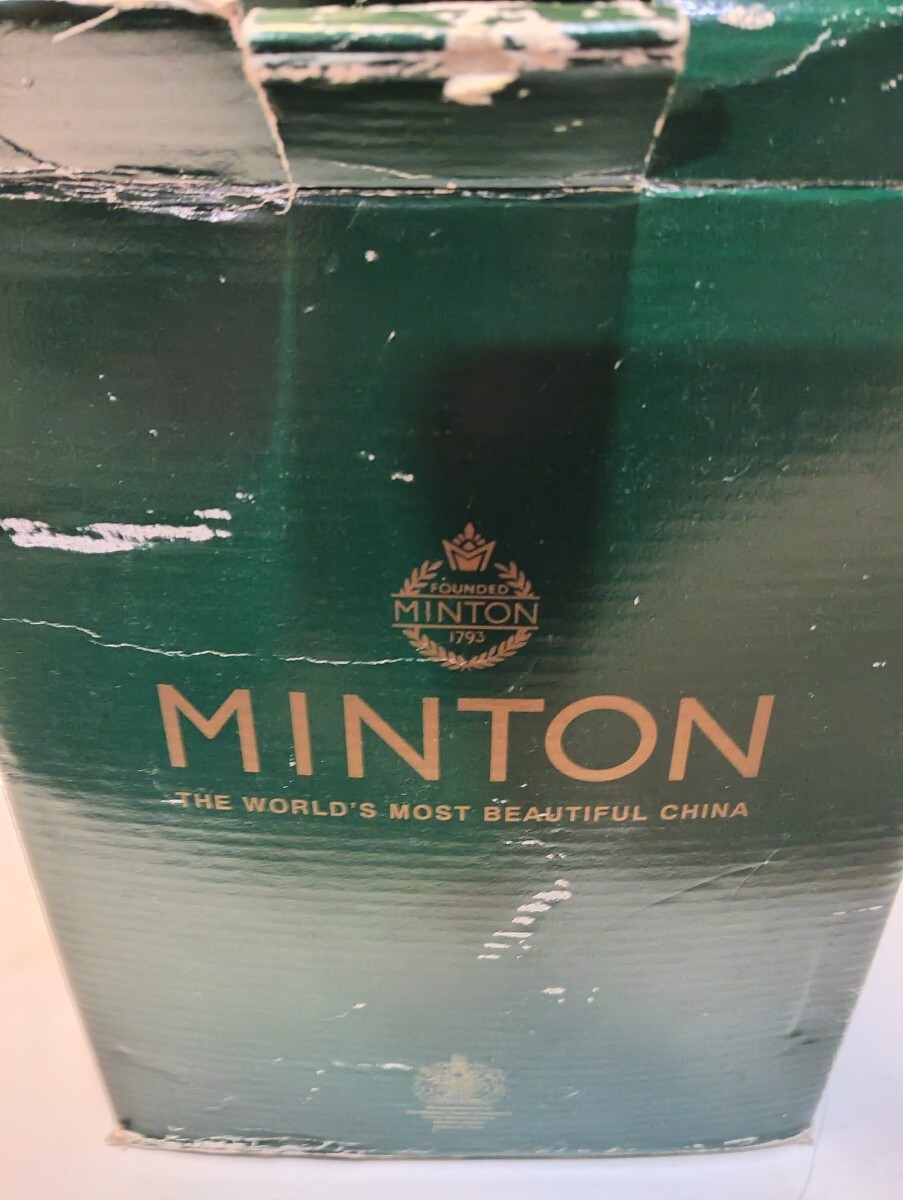 FOUNDED
MINTON
1793
MINTON
THE WORLD'S MOST BEAUTIFUL CHINA